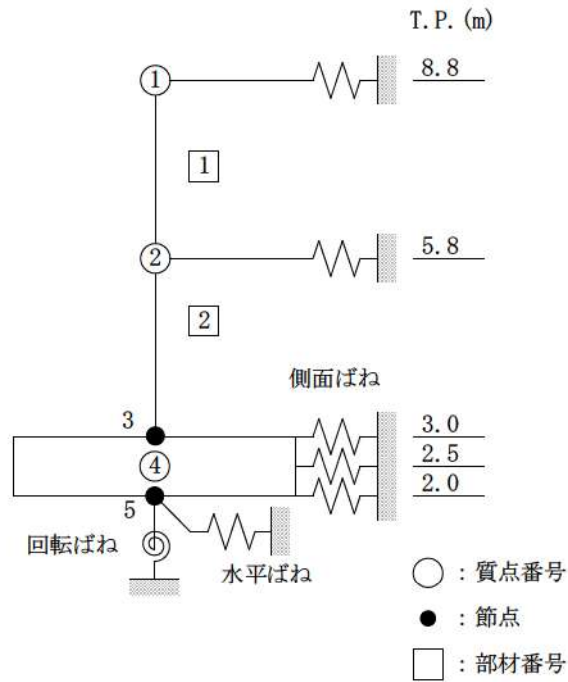 T.P.(m)
① 8.8
1
② 5.8
2
側面ばね
3 3.0
④ 2.5
5 2.0
回転ばね
水平ばね
○ : 質点番号
● : 節点
□ : 部材番号